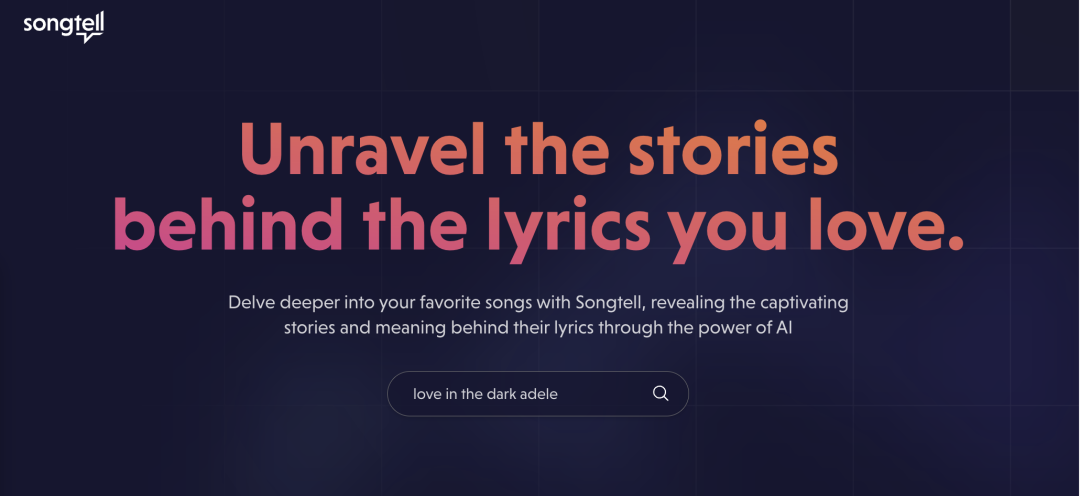 songtell
Unravel the stories
behind the lyrics you love.
Delve deeper into your favorite songs with Songtell, revealing the captivating
stories and meaning behind their lyrics through the power of AI
love in the dark adele